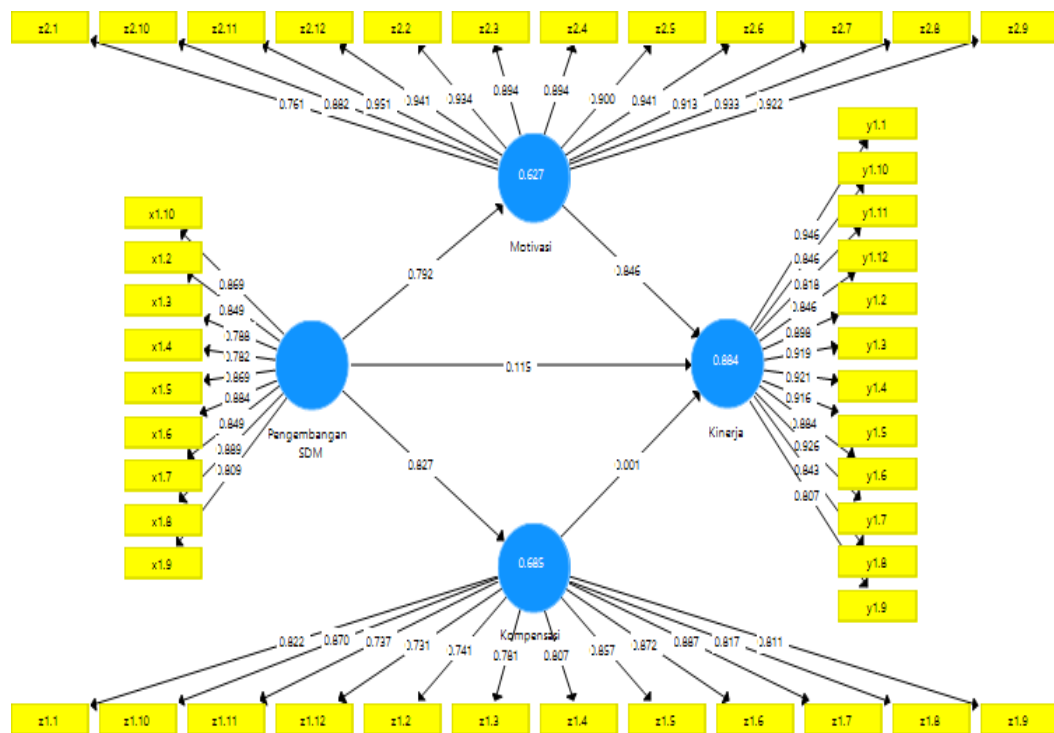 z2.1 z2.10 z2.11 z2.12 z2.2 z2.3 z2.4 z2.5 z2.6 z2.7 z2.8 z2.9
0.761 0.882 0.951 0.941 0.934 0.894 0.894 0.900 0.941 0.913 0.933 0.922
0.627
Motivasi
x1.10
x1.2
x1.3
x1.4
x1.5
x1.6
x1.7
x1.8
x1.9
0.869
0.849
0.788
0.782
0.869
0.884
0.849
0.889
0.809
Pengembangan
SDM
0.792
0.846
0.115
0.827
0.001
0.884
Kinerja
0.946
0.846
0.818
0.846
0.898
0.919
0.921
0.916
0.884
0.926
0.843
0.807
y1.1
y1.10
y1.11
y1.12
y1.2
y1.3
y1.4
y1.5
y1.6
y1.7
y1.8
y1.9
0.685
Kompensasi
0.822 0.870 0.737 0.731 0.741 0.781 0.807 0.857 0.872 0.887 0.817 0.811
z1.1 z1.10 z1.11 z1.12 z1.2 z1.3 z1.4 z1.5 z1.6 z1.7 z1.8 z1.9